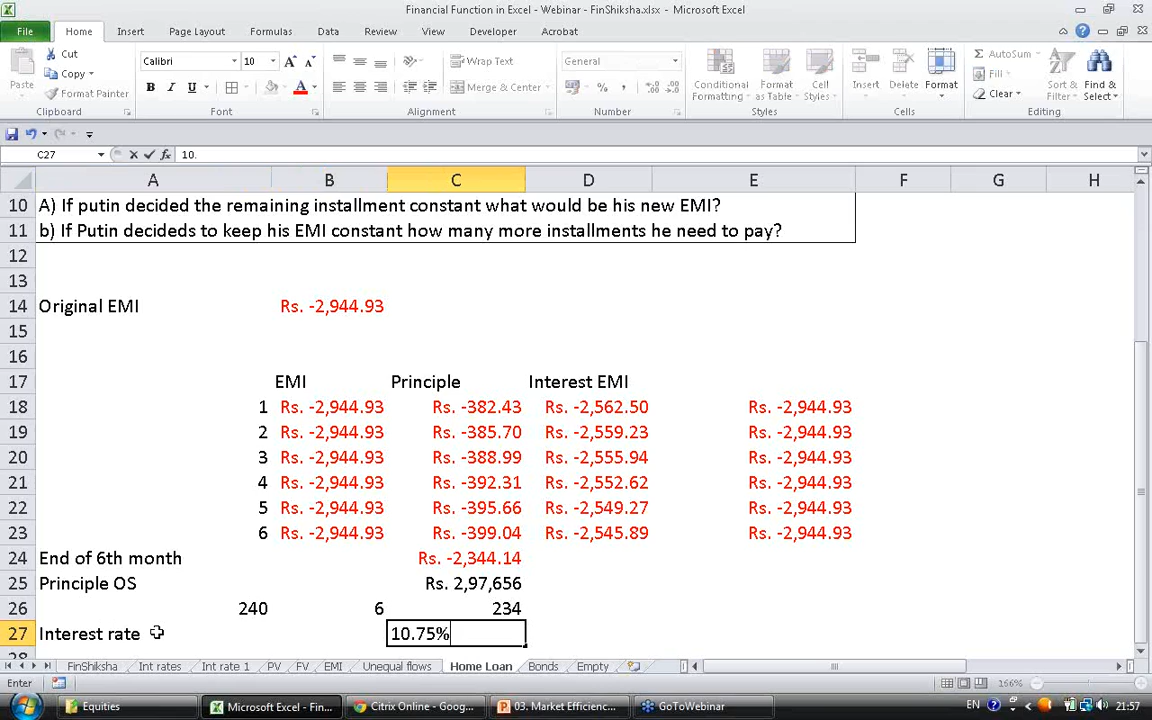 Financial Function in Excel - Webinar - FinShiksha.xlsx - Microsoft Excel
File Home Insert Page Layout Formulas Data Review View Developer Acrobat
Cut
Copy
Format Painter
Paste
Clipboard
Calibri 10
B I U A
Font
Wrap Text
Merge & Center
Alignment
General
% ,
Number
Conditional Formatting
Format as Table
Cell Styles
Styles
Insert Delete Format
Cells
AutoSum
Fill
Clear
Sort & Filter
Find & Select
Editing
C27 fx 10.
A B C D E F G H
10 A) If putin decided the remaining installment constant what would be his new EMI?
11 b) If Putin decideds to keep his EMI constant how many more installments he need to pay?
12
13
14 Original EMI Rs. -2,944.93
15
16
17 EMI Principle Interest EMI
18 1 Rs. -2,944.93 Rs. -382.43 Rs. -2,562.50 Rs. -2,944.93
19 2 Rs. -2,944.93 Rs. -385.70 Rs. -2,559.23 Rs. -2,944.93
20 3 Rs. -2,944.93 Rs. -388.99 Rs. -2,555.94 Rs. -2,944.93
21 4 Rs. -2,944.93 Rs. -392.31 Rs. -2,552.62 Rs. -2,944.93
22 5 Rs. -2,944.93 Rs. -395.66 Rs. -2,549.27 Rs. -2,944.93
23 6 Rs. -2,944.93 Rs. -399.04 Rs. -2,545.89 Rs. -2,944.93
24 End of 6th month Rs. -2,344.14
25 Principle OS Rs. 2,97,656
26 240 6 234
27 Interest rate 10.75%
28
FinShiksha Int rates Int rate 1 PV FV EMI Unequal flows Home Loan Bonds Empty
Enter 166%
Equities Microsoft Excel - Fin... Citrix Online - Goog... 03. Market Efficienc... GoToWebinar EN 21:57